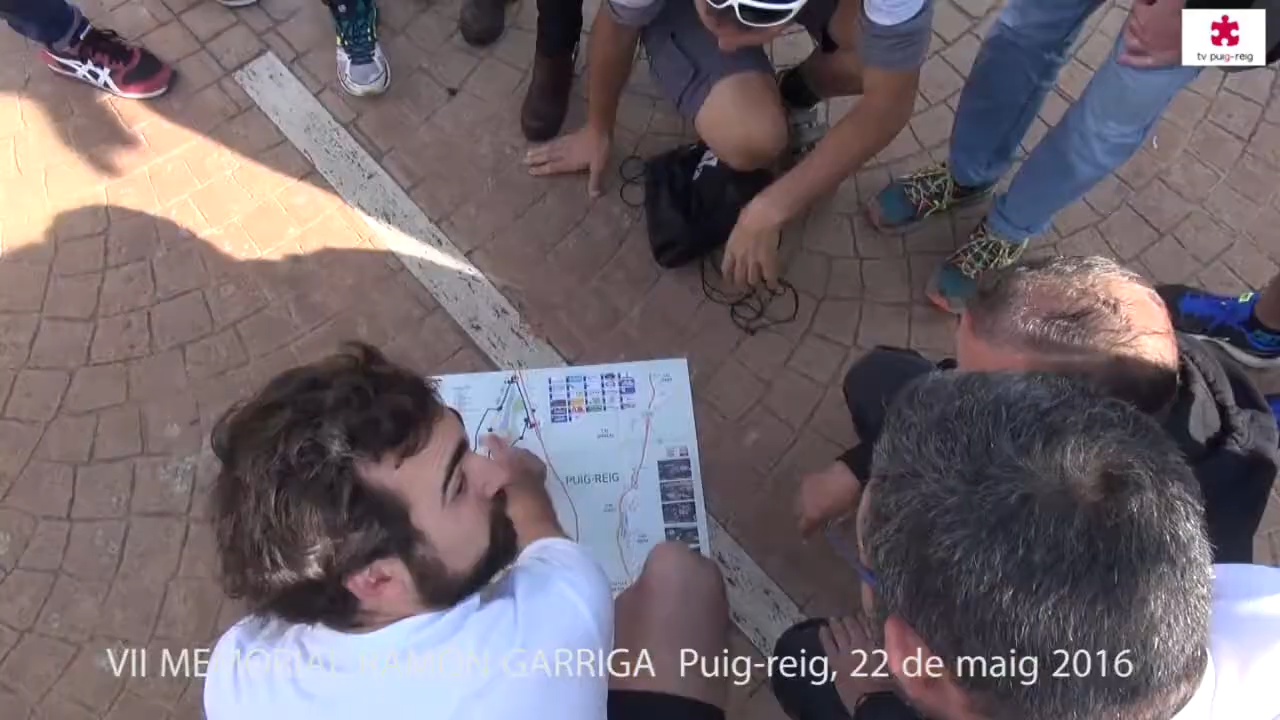 tv puig-reig
PUIG-REIG
VII MEMORIAL RAMON GARRIGA Puig-reig, 22 de maig 2016